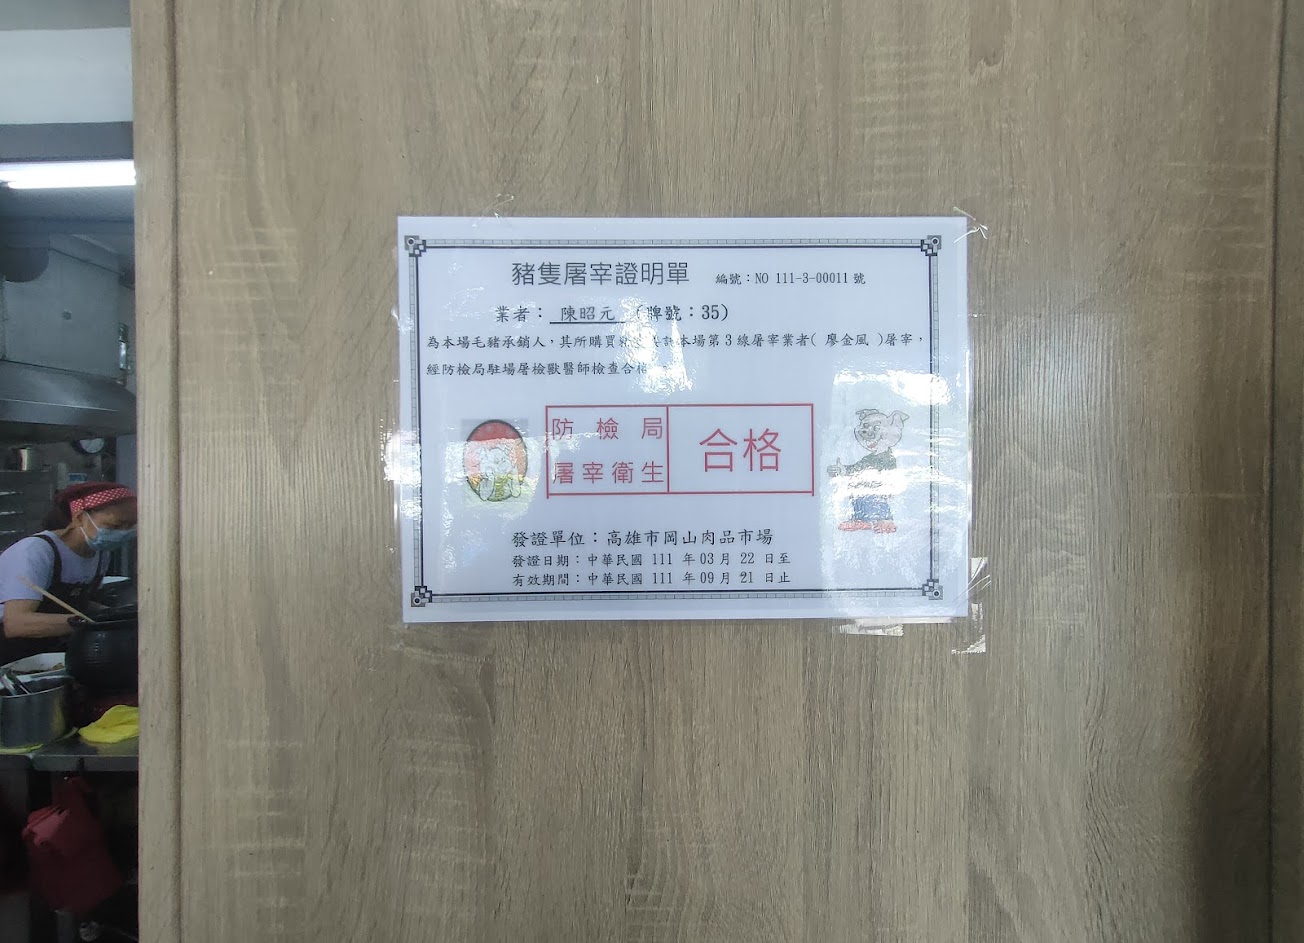 豬隻屠宰證明單 編號：NO 111-3-00011 號
業者： 陳昭元 (牌號：35)
為本場毛豬承銷人，其所購買 本場第3線屠宰業者( 廖金風 )屠宰，
經防檢局駐場屠檢獸醫師檢查合格
防檢局
屠宰衛生
合格
發證單位：高雄市岡山肉品市場
發證日期：中華民國 111 年 03 月 22 日至
有效期間：中華民國 111 年 09 月 21 日止